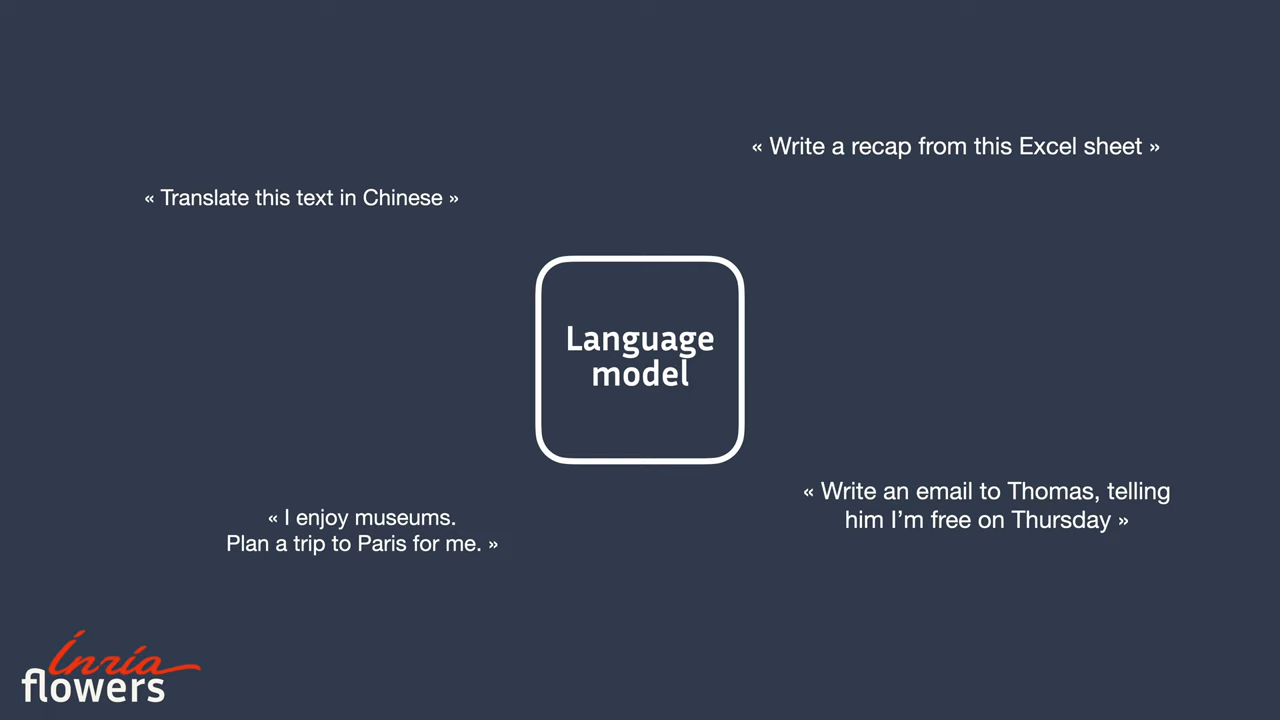 « Write a recap from this Excel sheet »
« Translate this text in Chinese »
Language
model
« Write an email to Thomas, telling
him I’m free on Thursday »
« I enjoy museums.
Plan a trip to Paris for me. »
Inria
flowers